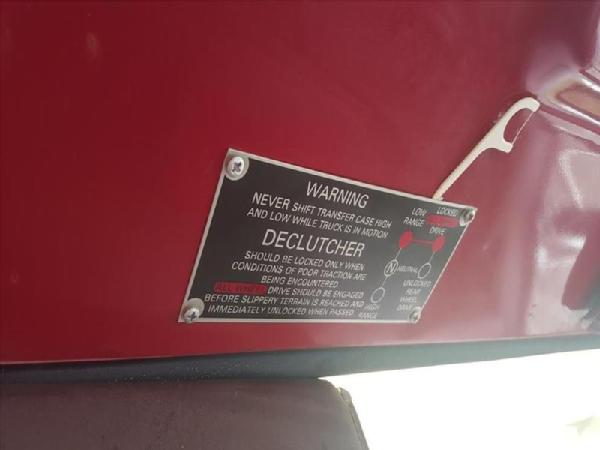 WARNING
NEVER SHIFT TRANSFER CASE HIGH
AND LOW WHILE TRUCK IS IN MOTION
DECLUTCHER
SHOULD BE LOCKED ONLY WHEN
CONDITIONS OF POOR TRACTION ARE
BEING ENCOUNTERED
ALL WHEEL DRIVE SHOULD BE ENGAGED
BEFORE SLIPPERY TERRAIN IS REACHED AND
IMMEDIATELY UNLOCKED WHEN PASSED.
LOW
RANGE
LOCKED
DRIVE
N
NEUTRAL
UNLOCKED
REAR
WHEEL
DRIVE
HIGH
RANGE